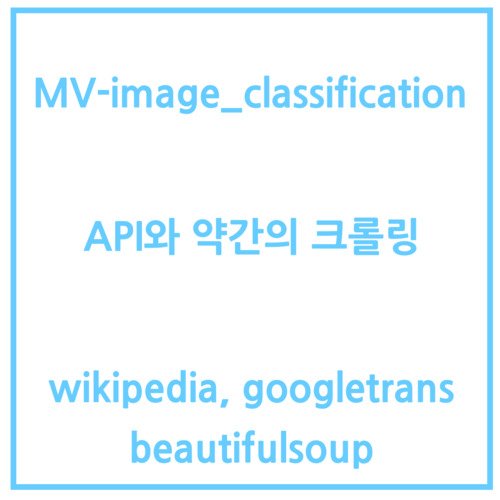 MV-image_classification
API와 약간의 크롤링
wikipedia, googletrans
beautifulsoup